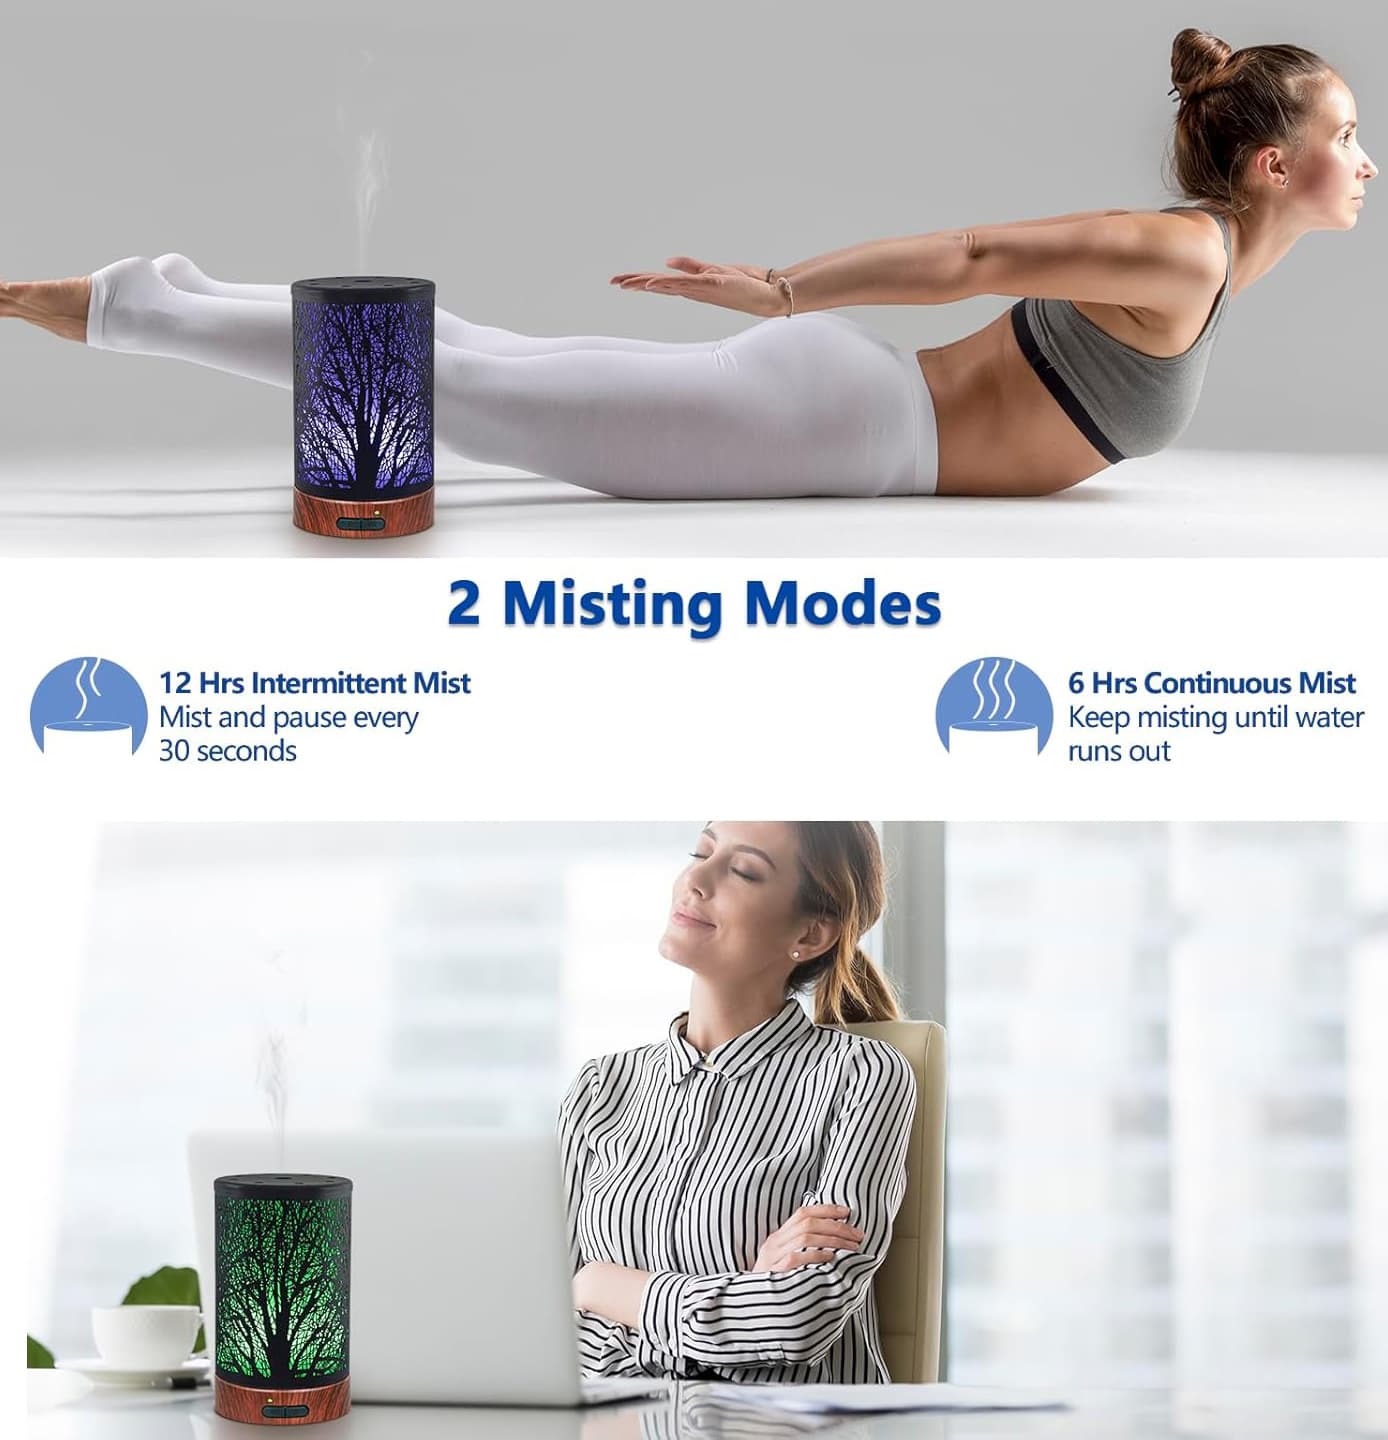 2 Misting Modes
12 Hrs Intermittent Mist
Mist and pause every
30 seconds
6 Hrs Continuous Mist
Keep misting until water
runs out